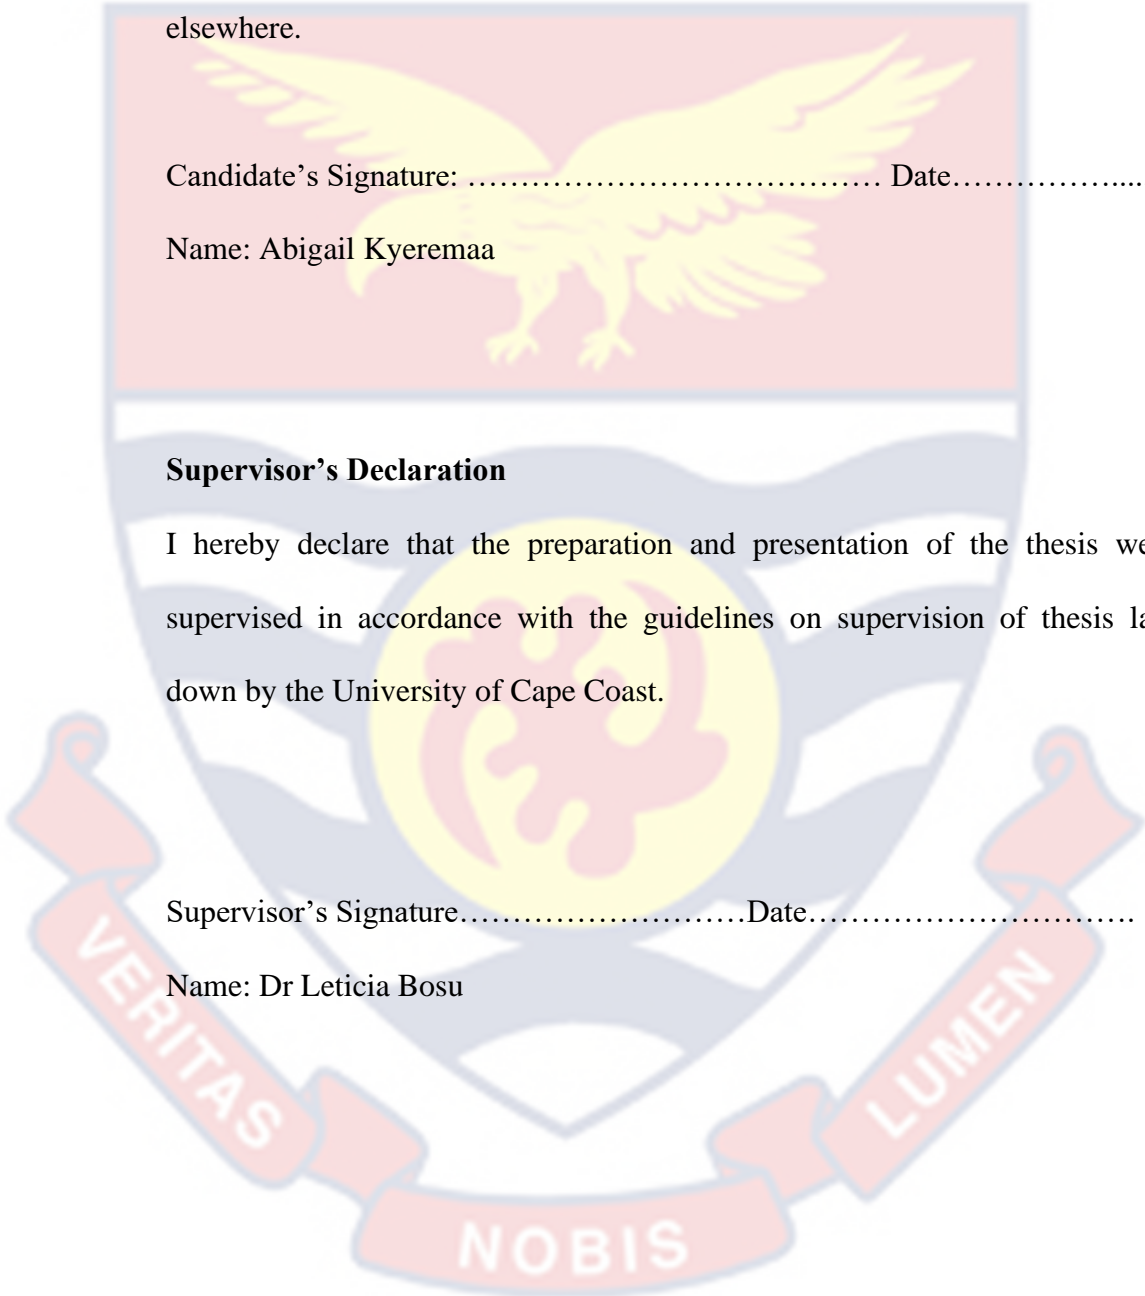 elsewhere.
Candidate’s Signature: ………………………………… Date……………....
Name: Abigail Kyeremaa
Supervisor’s Declaration
I hereby declare that the preparation and presentation of the thesis we
supervised in accordance with the guidelines on supervision of thesis la
down by the University of Cape Coast.
Supervisor’s Signature………………………Date………………………….
Name: Dr Leticia Bosu
VERITAS
NOBIS
LUMEN